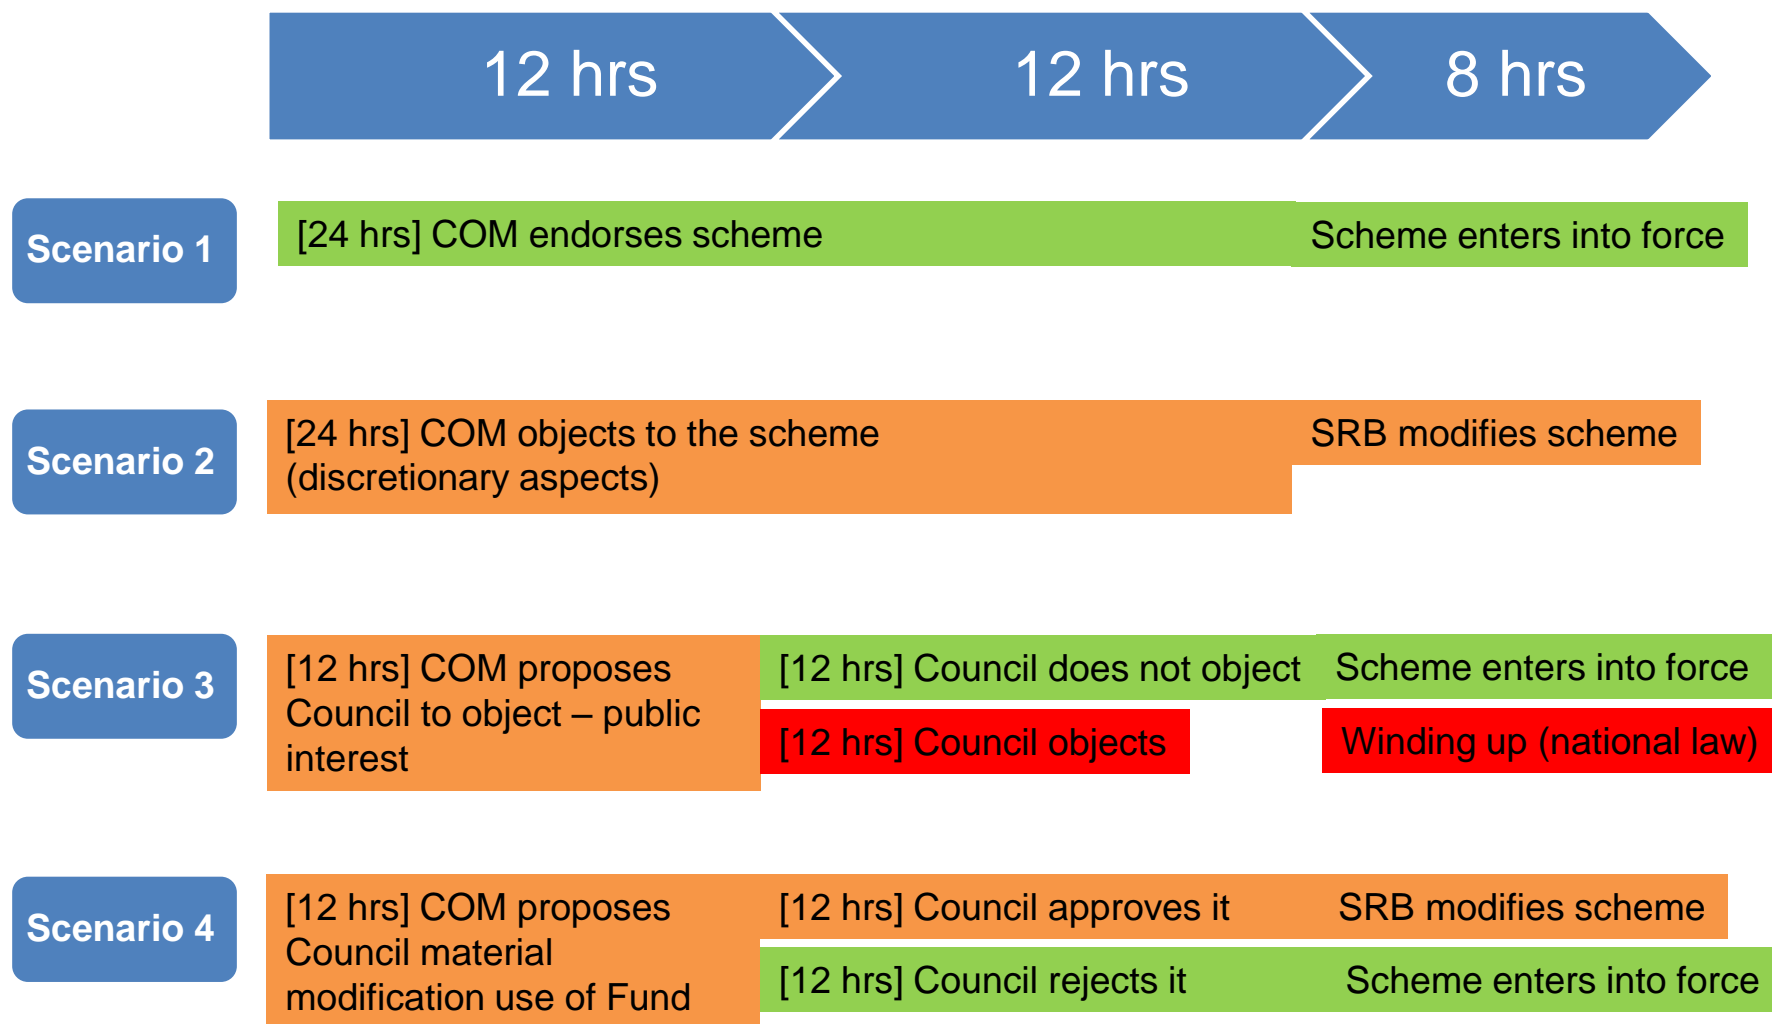 12 hrs
12 hrs
8 hrs
Scenario 1
[24 hrs] COM endorses scheme
Scheme enters into force
Scenario 2
[24 hrs] COM objects to the scheme
(discretionary aspects)
SRB modifies scheme
Scenario 3
[12 hrs] COM proposes
Council to object – public
interest
[12 hrs] Council does not object
Scheme enters into force
[12 hrs] Council objects
Winding up (national law)
Scenario 4
[12 hrs] COM proposes
Council material
modification use of Fund
[12 hrs] Council approves it
SRB modifies scheme
[12 hrs] Council rejects it
Scheme enters into force